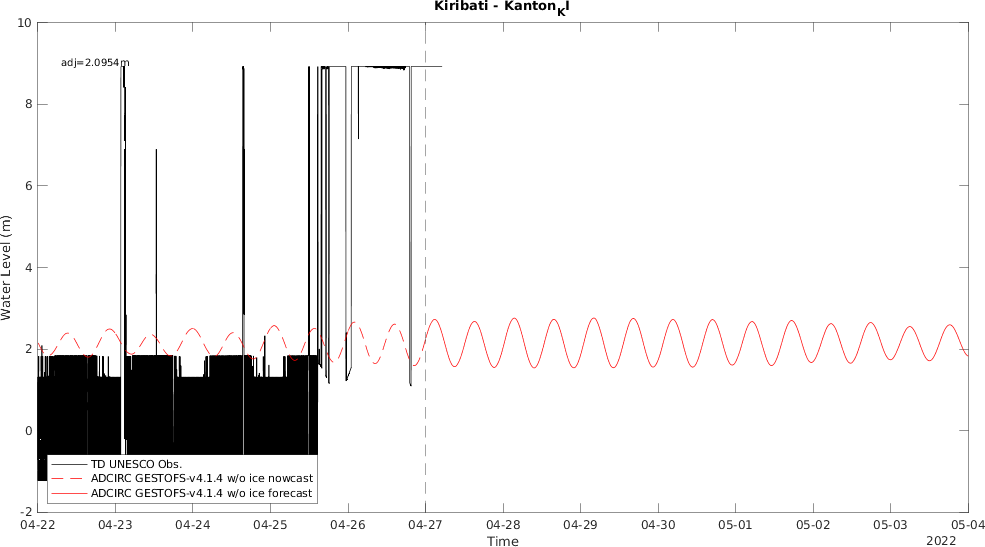 Kiribati - Kanton_KI
10
8
6
4
2
0
-2
Water Level (m)
adj=2.0954m
TD UNESCO Obs.
ADCIRC GESTOFS-v4.1.4 w/o ice nowcast
ADCIRC GESTOFS-v4.1.4 w/o ice forecast
04-22 04-23 04-24 04-25 04-26 04-27 04-28 04-29 04-30 05-01 05-02 05-03 05-04
Time
2022